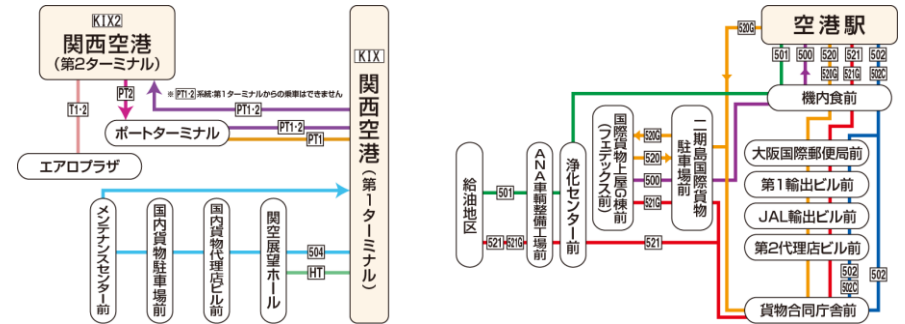 KIX2
関西空港
(第2ターミナル)
T1・2
PT2
※ PT1・2 系統:第1ターミナルからの乗車はできません
PT1・2
ポートターミナル
PT1・2
PT1
エアロプラザ
KIX
関西空港(第1ターミナル)
メンテナンスセンター前
国内貨物駐車場前
国内貨物代理店ビル前
関空展望ホール
504
HT
空港駅
520G
501
500
520
521
502
520G
521G
502C
機内食前
大阪国際郵便局前
第1輸出ビル前
JAL輸出ビル前
第2代理店ビル前
502
502C
502
貨物合同庁舎前
二期島国際貨物
駐車場前
520G
520
500
521G
国際貨物上屋G棟前
(フェデックス前)
浄化センター前
ANA車輌整備工場前
給油地区
501
521
521G
521